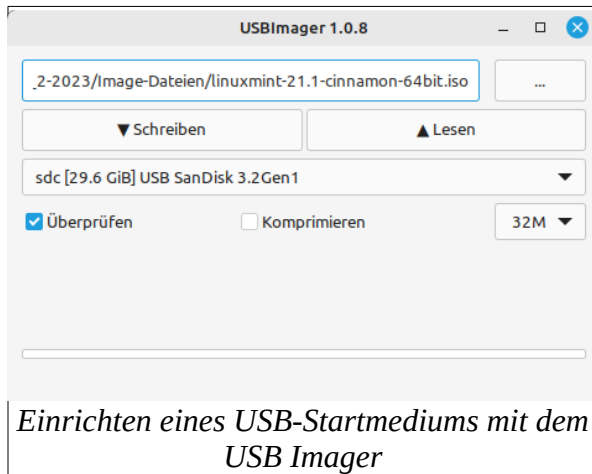 USBImager 1.0.8
_2-2023/Image-Dateien/linuxmint-21.1-cinnamon-64bit.iso ...
▼ Schreiben ▲ Lesen
sdc [29.6 GiB] USB SanDisk 3.2Gen1
Überprüfen Komprimieren 32M
Einrichten eines USB-Startmediums mit dem
USB Imager